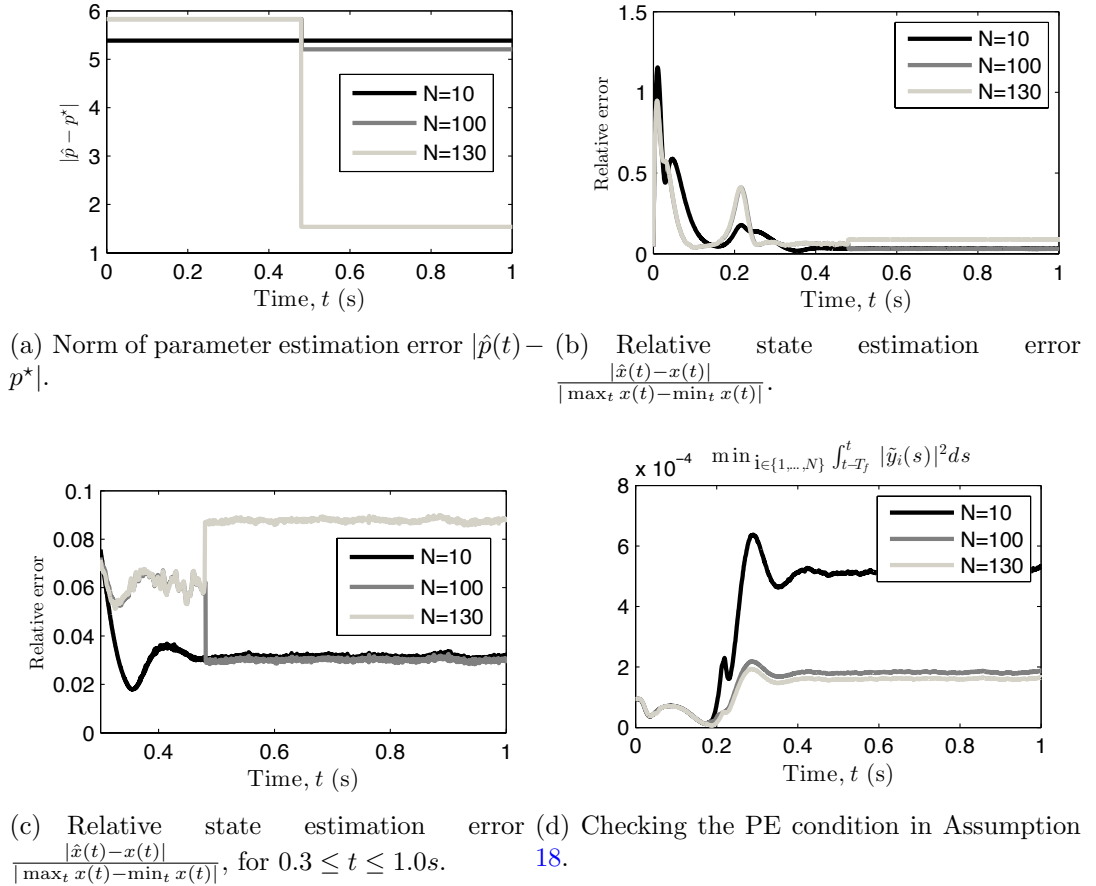 6
5
4
3
2
1
|p̂ − p⋆|
N=10
N=100
N=130
0 0.2 0.4 0.6 0.8 1
Time, t (s)
(a) Norm of parameter estimation error |p̂(t) −
p⋆|.
1.5
1
0.5
0
Relative error
N=10
N=100
N=130
0 0.2 0.4 0.6 0.8 1
Time, t (s)
(b) Relative state estimation error
|x̂(t)−x(t)| / |max_t x(t)−min_t x(t)|.
0.1
0.08
0.06
0.04
0.02
0
Relative error
N=10
N=100
N=130
0.4 0.6 0.8 1
Time, t (s)
(c) Relative state estimation error
|x̂(t)−x(t)| / |max_t x(t)−min_t x(t)|, for 0.3 ≤ t ≤ 1.0s.
x 10⁻⁴ min_{i∈{1,...,N}} ∫_{t−T_f}^{t} |ỹ_i(s)|² ds
8
6
4
2
0
N=10
N=100
N=130
0 0.2 0.4 0.6 0.8 1
Time, t (s)
(d) Checking the PE condition in Assumption
18.